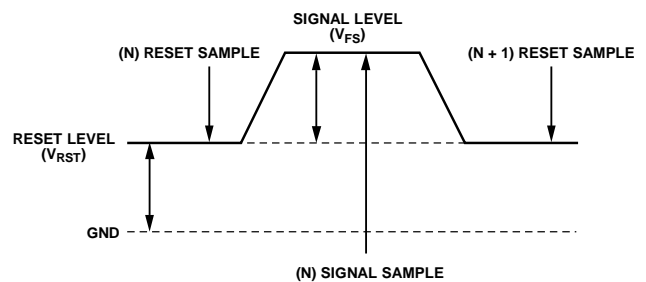 SIGNAL LEVEL
(VFS)
(N) RESET SAMPLE
(N + 1) RESET SAMPLE
RESET LEVEL
(VRST)
GND
(N) SIGNAL SAMPLE